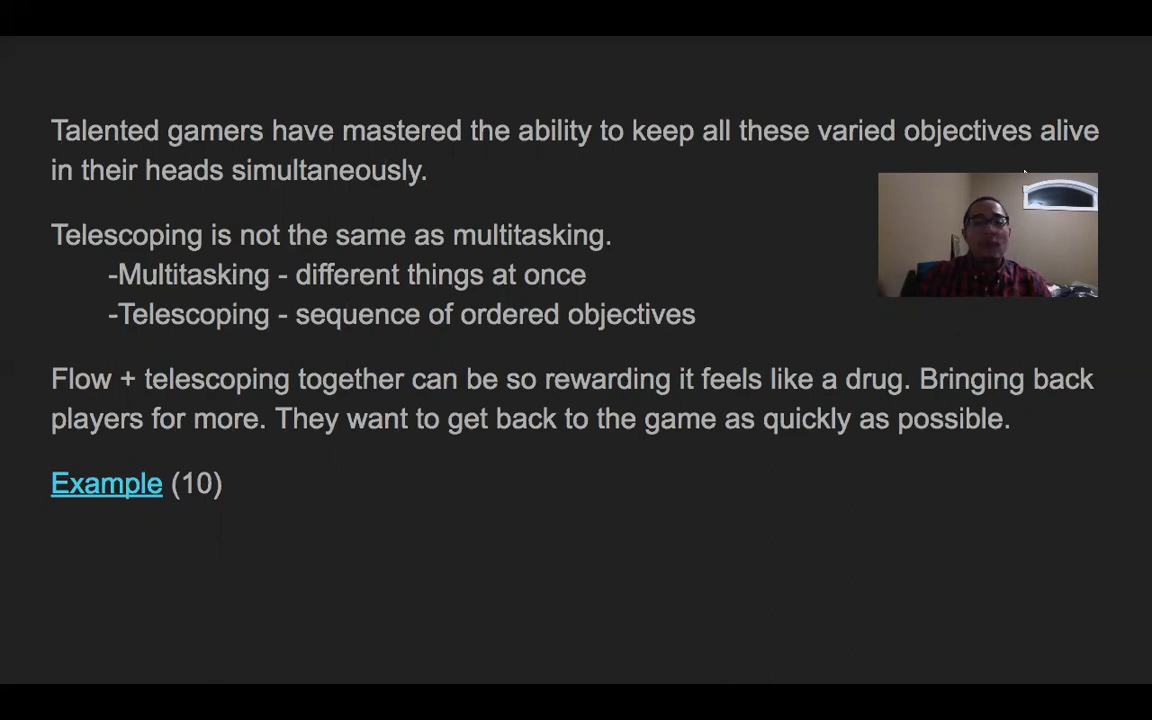 Talented gamers have mastered the ability to keep all these varied objectives alive
in their heads simultaneously.
Telescoping is not the same as multitasking.
-Multitasking - different things at once
-Telescoping - sequence of ordered objectives
Flow + telescoping together can be so rewarding it feels like a drug. Bringing back
players for more. They want to get back to the game as quickly as possible.
Example (10)